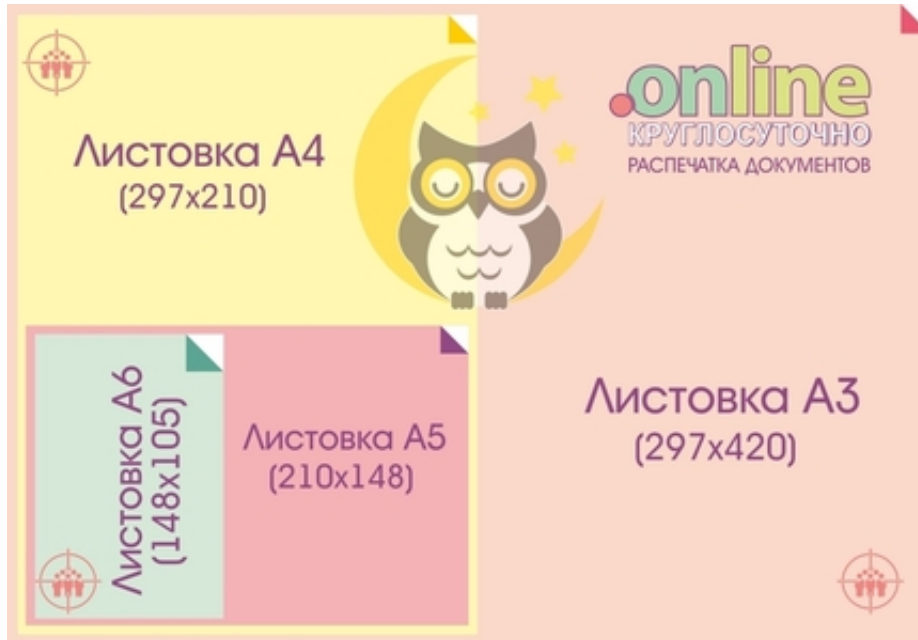 Листовка А4
(297х210)
.online
КРУГЛОСУТОЧНО
РАСПЕЧАТКА ДОКУМЕНТОВ
Листовка А6
(148х105)
Листовка А5
(210х148)
Листовка А3
(297х420)